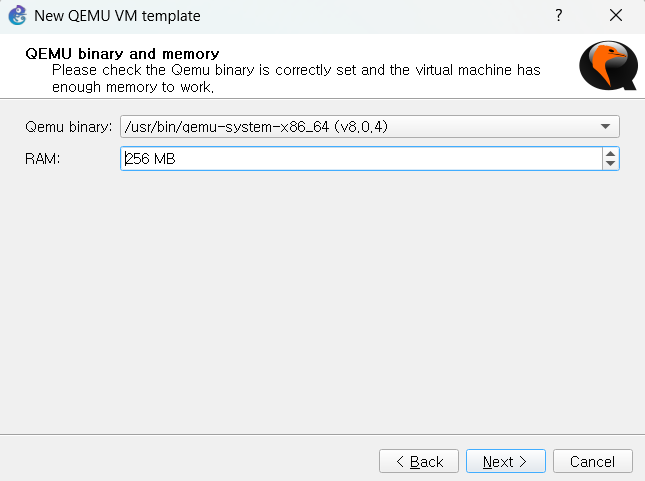 New QEMU VM template
?
QEMU binary and memory
Please check the Qemu binary is correctly set and the virtual machine has
enough memory to work.
Qemu binary: /usr/bin/qemu-system-x86_64 (v8.0.4)
RAM: 256 MB
< Back Next > Cancel